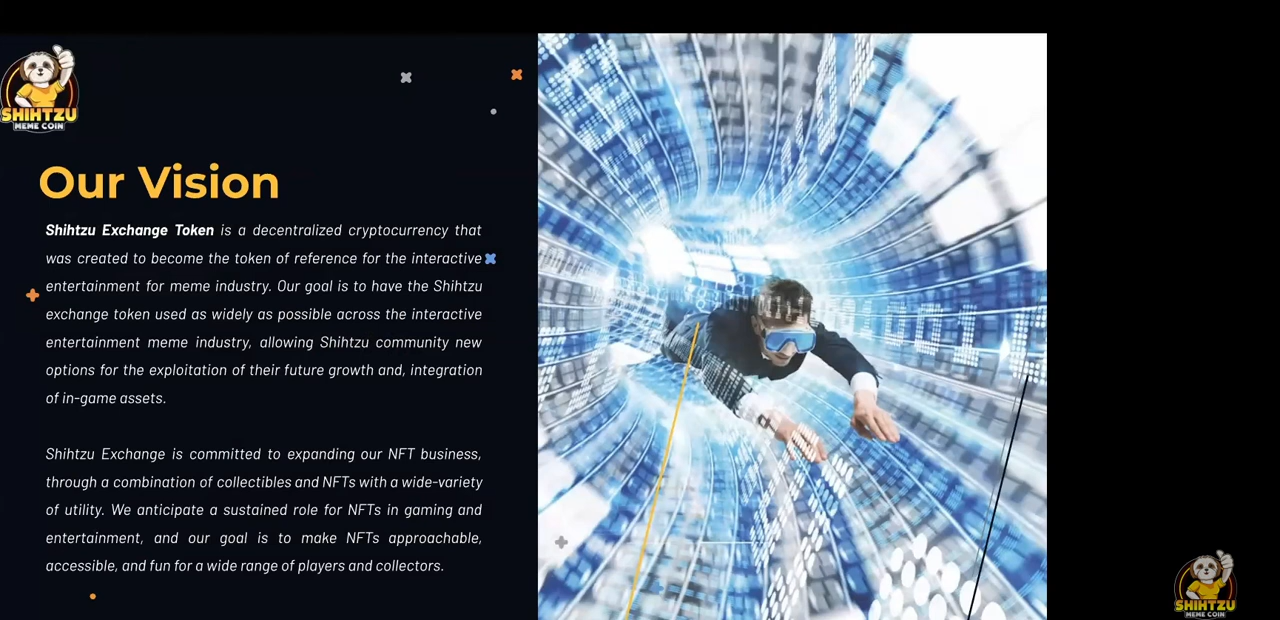 SHIHTZU
MEME COIN
Our Vision
Shihtzu Exchange Token is a decentralized cryptocurrency that
was created to become the token of reference for the interactive
entertainment for meme industry. Our goal is to have the Shihtzu
exchange token used as widely as possible across the interactive
entertainment meme industry, allowing Shihtzu community new
options for the exploitation of their future growth and, integration
of in-game assets.
Shihtzu Exchange is committed to expanding our NFT business,
through a combination of collectibles and NFTs with a wide-variety
of utility. We anticipate a sustained role for NFTs in gaming and
entertainment, and our goal is to make NFTs approachable,
accessible, and fun for a wide range of players and collectors.
SHIHTZU
MEME COIN